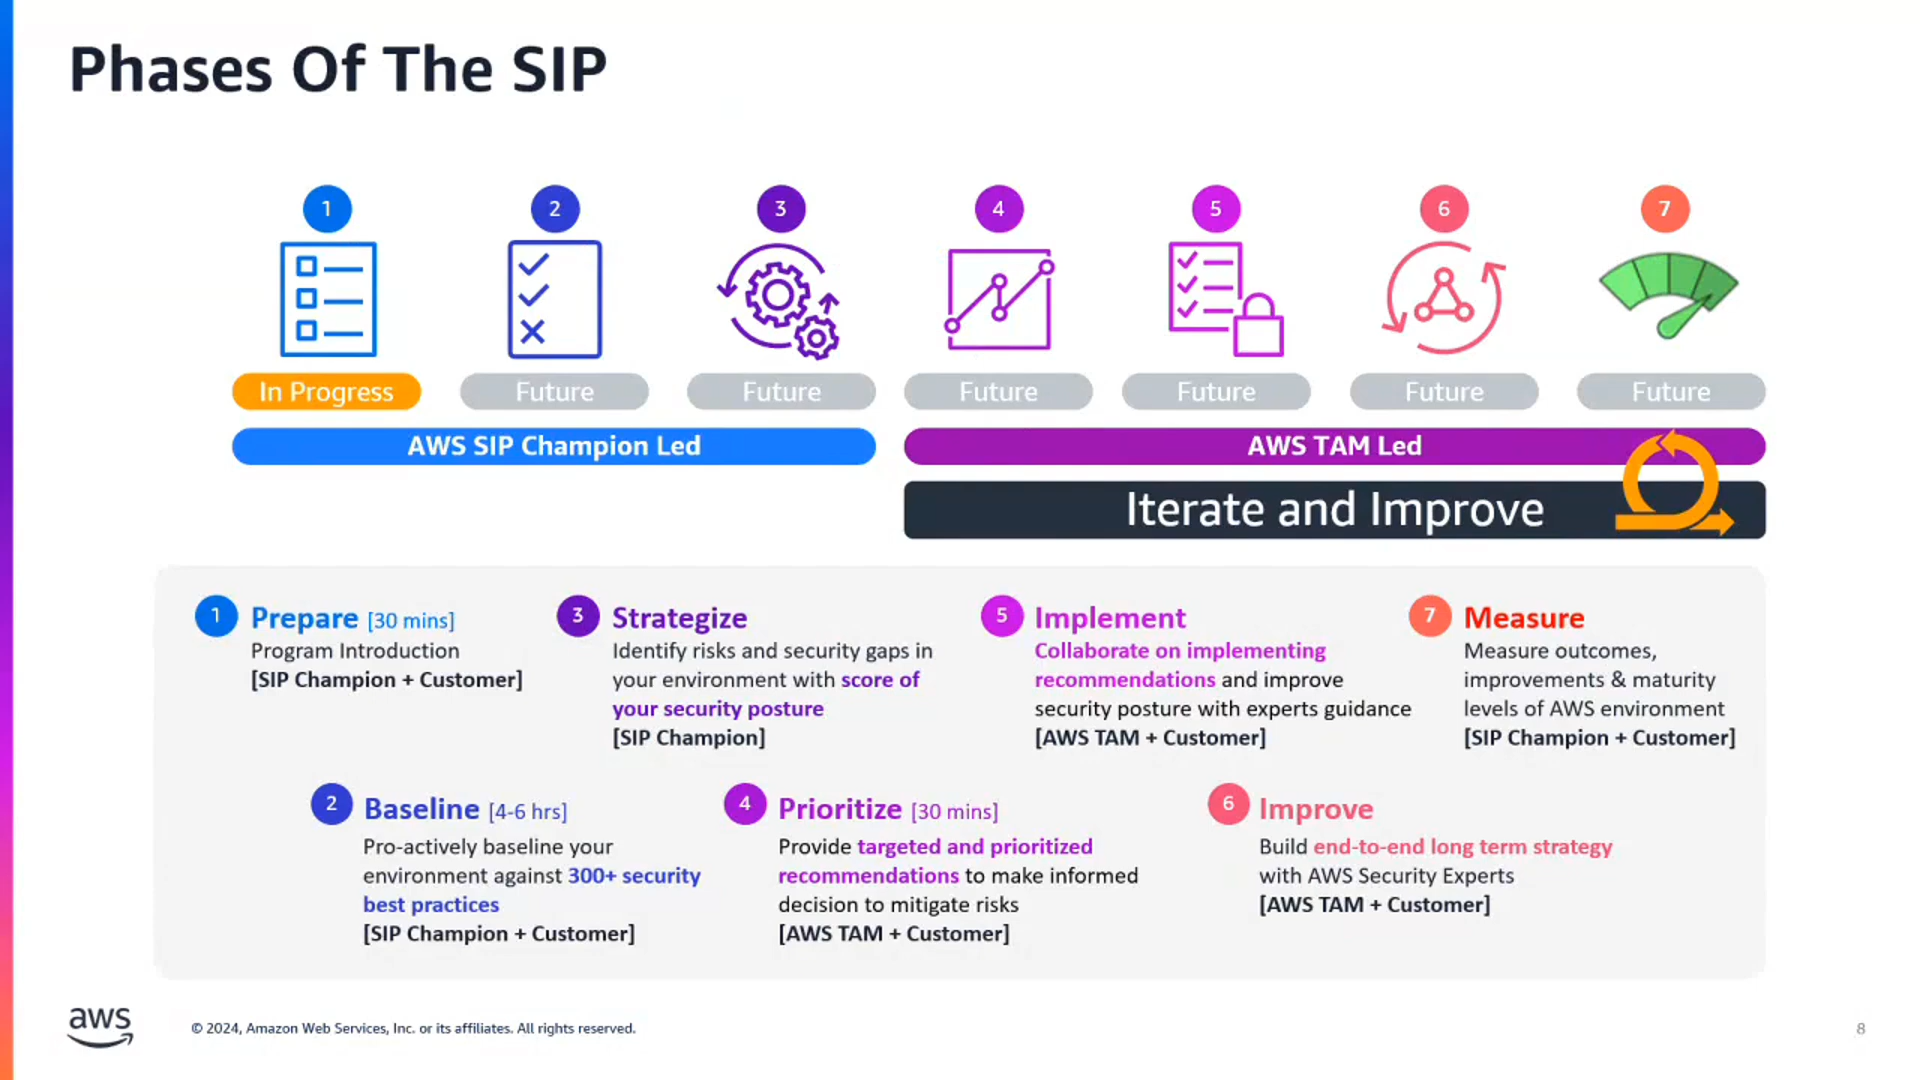 Phases Of The SIP
1
2
3
4
5
6
7
In Progress
Future
Future
Future
Future
Future
Future
AWS SIP Champion Led
AWS TAM Led
Iterate and Improve
1
Prepare [30 mins]
Program Introduction
[SIP Champion + Customer]
3
Strategize
Identify risks and security gaps in
your environment with score of
your security posture
[SIP Champion]
5
Implement
Collaborate on implementing
recommendations and improve
security posture with experts guidance
[AWS TAM + Customer]
7
Measure
Measure outcomes,
improvements & maturity
levels of AWS environment
[SIP Champion + Customer]
2
Baseline [4-6 hrs]
Pro-actively baseline your
environment against 300+ security
best practices
[SIP Champion + Customer]
4
Prioritize [30 mins]
Provide targeted and prioritized
recommendations to make informed
decision to mitigate risks
[AWS TAM + Customer]
6
Improve
Build end-to-end long term strategy
with AWS Security Experts
[AWS TAM + Customer]
aws
© 2024, Amazon Web Services, Inc. or its affiliates. All rights reserved.
8